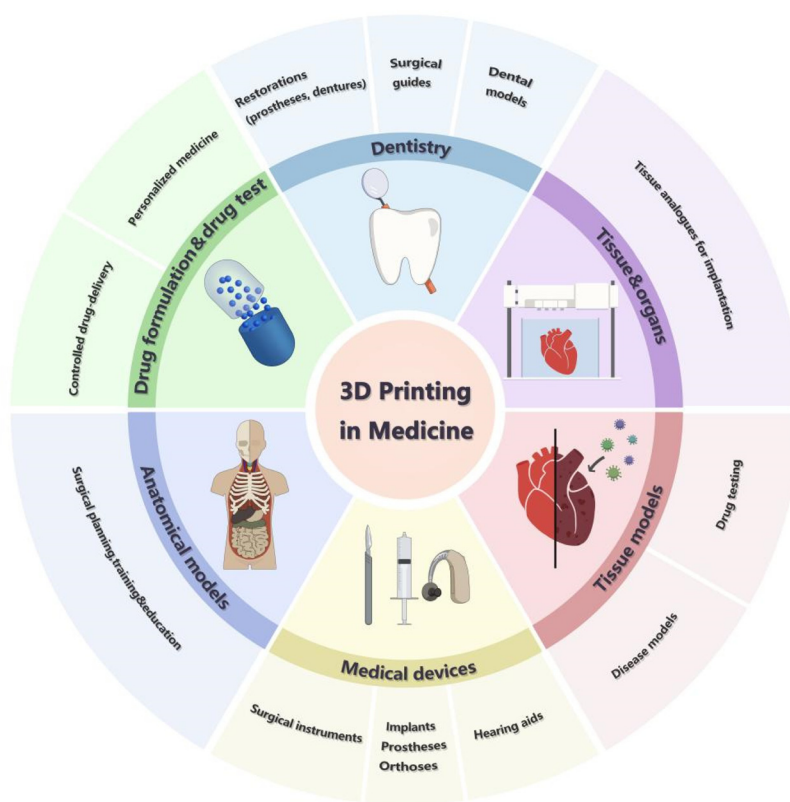 3D Printing
in Medicine
Dentistry
Restorations
(prostheses, dentures)
Surgical
guides
Dental
models
Tissue&organs
Tissue analogues for implantation
Tissue models
Drug testing
Disease models
Medical devices
Hearing aids
Implants
Prostheses
Orthoses
Surgical instruments
Anatomical models
Surgical planning,training&education
Drug formulation&drug test
Controlled drug-delivery
Personalized medicine